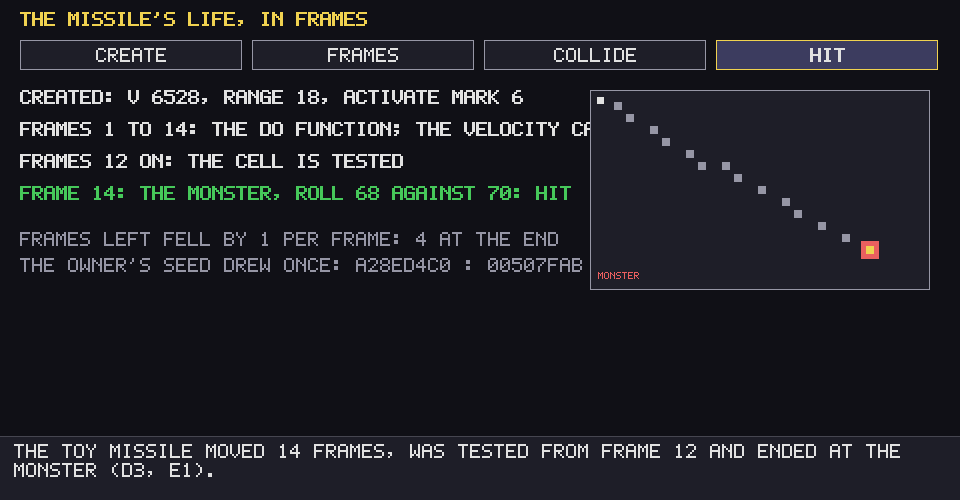 THE MISSILE'S LIFE, IN FRAMES
CREATE FRAMES COLLIDE HIT
CREATED: V 6528, RANGE 18, ACTIVATE MARK 6
FRAMES 1 TO 14: THE DO FUNCTION; THE VELOCITY
FRAMES 12 ON: THE CELL IS TESTED
FRAME 14: THE MONSTER, ROLL 68 AGAINST 70: HIT
FRAMES LEFT FELL BY 1 PER FRAME: 4 AT THE END
THE OWNER'S SEED DREW ONCE: A28ED4C0 : 00507FAB
MONSTER
THE TOY MISSILE MOVED 14 FRAMES, WAS TESTED FROM FRAME 12 AND ENDED AT THE
MONSTER (D3, E1).